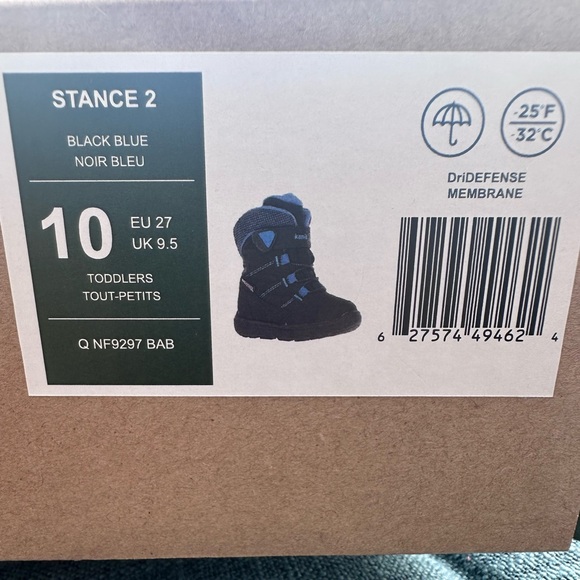 STANCE 2
BLACK BLUE
NOIR BLEU
10
EU 27
UK 9.5
TODDLERS
TOUT-PETITS
Q NF9297 BAB
-25°F
-32°C
DriDEFENSE
MEMBRANE
6 27574 49462 4